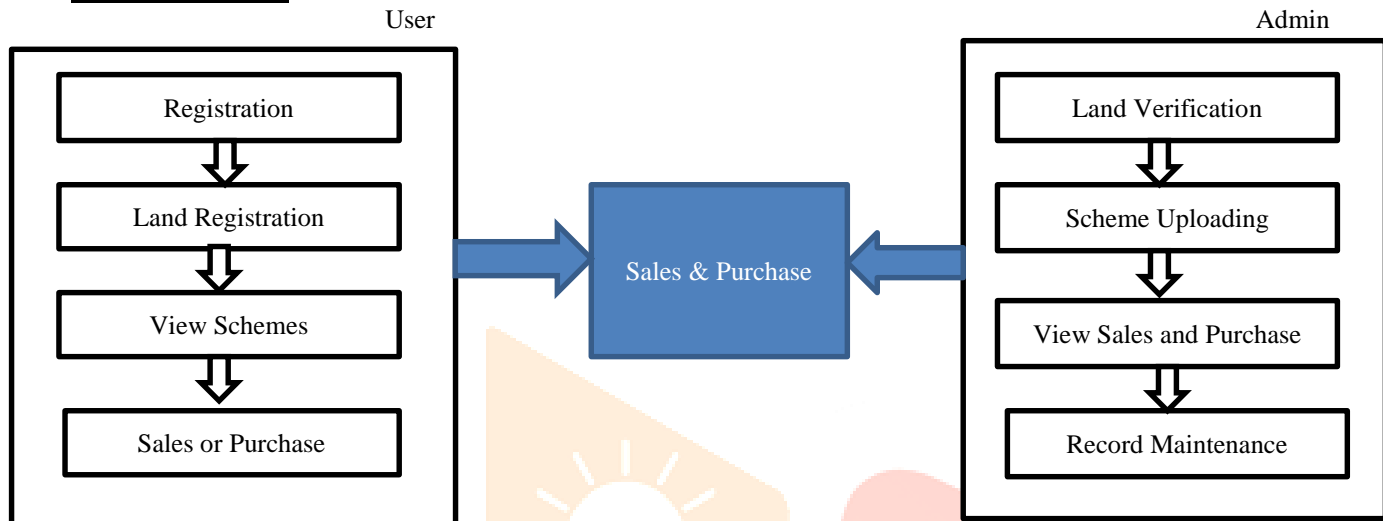 User
Registration
Land Registration
View Schemes
Sales or Purchase
Sales & Purchase
Admin
Land Verification
Scheme Uploading
View Sales and Purchase
Record Maintenance